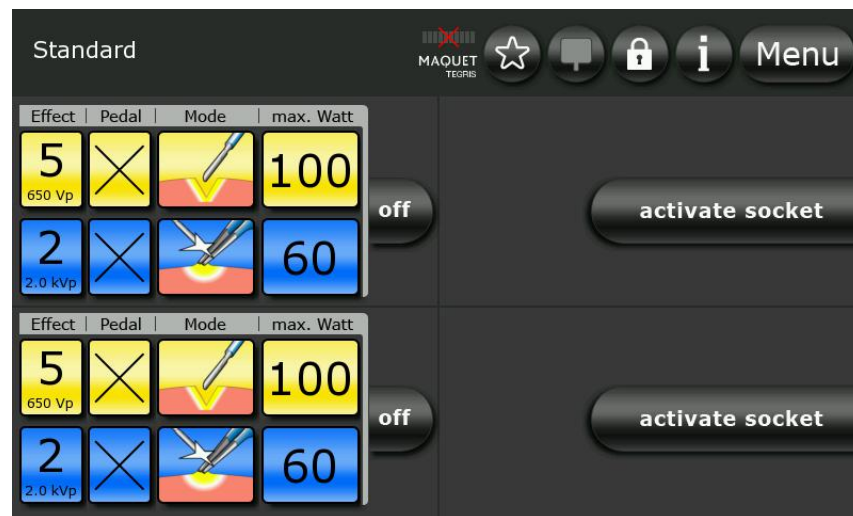 Standard
MAQUET
TEGRIS
i
Menu
Effect | Pedal | Mode | max. Watt
5
650 Vp
100
off
activate socket
2
2.0 kVp
60
Effect | Pedal | Mode | max. Watt
5
650 Vp
100
off
activate socket
2
2.0 kVp
60